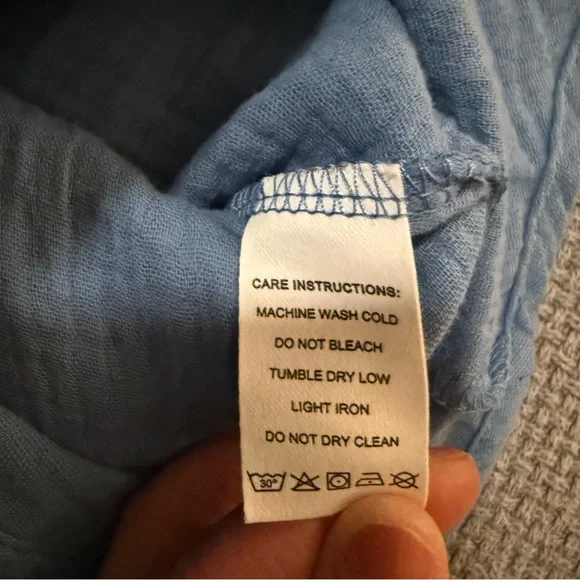 CARE INSTRUCTIONS:
MACHINE WASH COLD
DO NOT BLEACH
TUMBLE DRY LOW
LIGHT IRON
DO NOT DRY CLEAN
30°